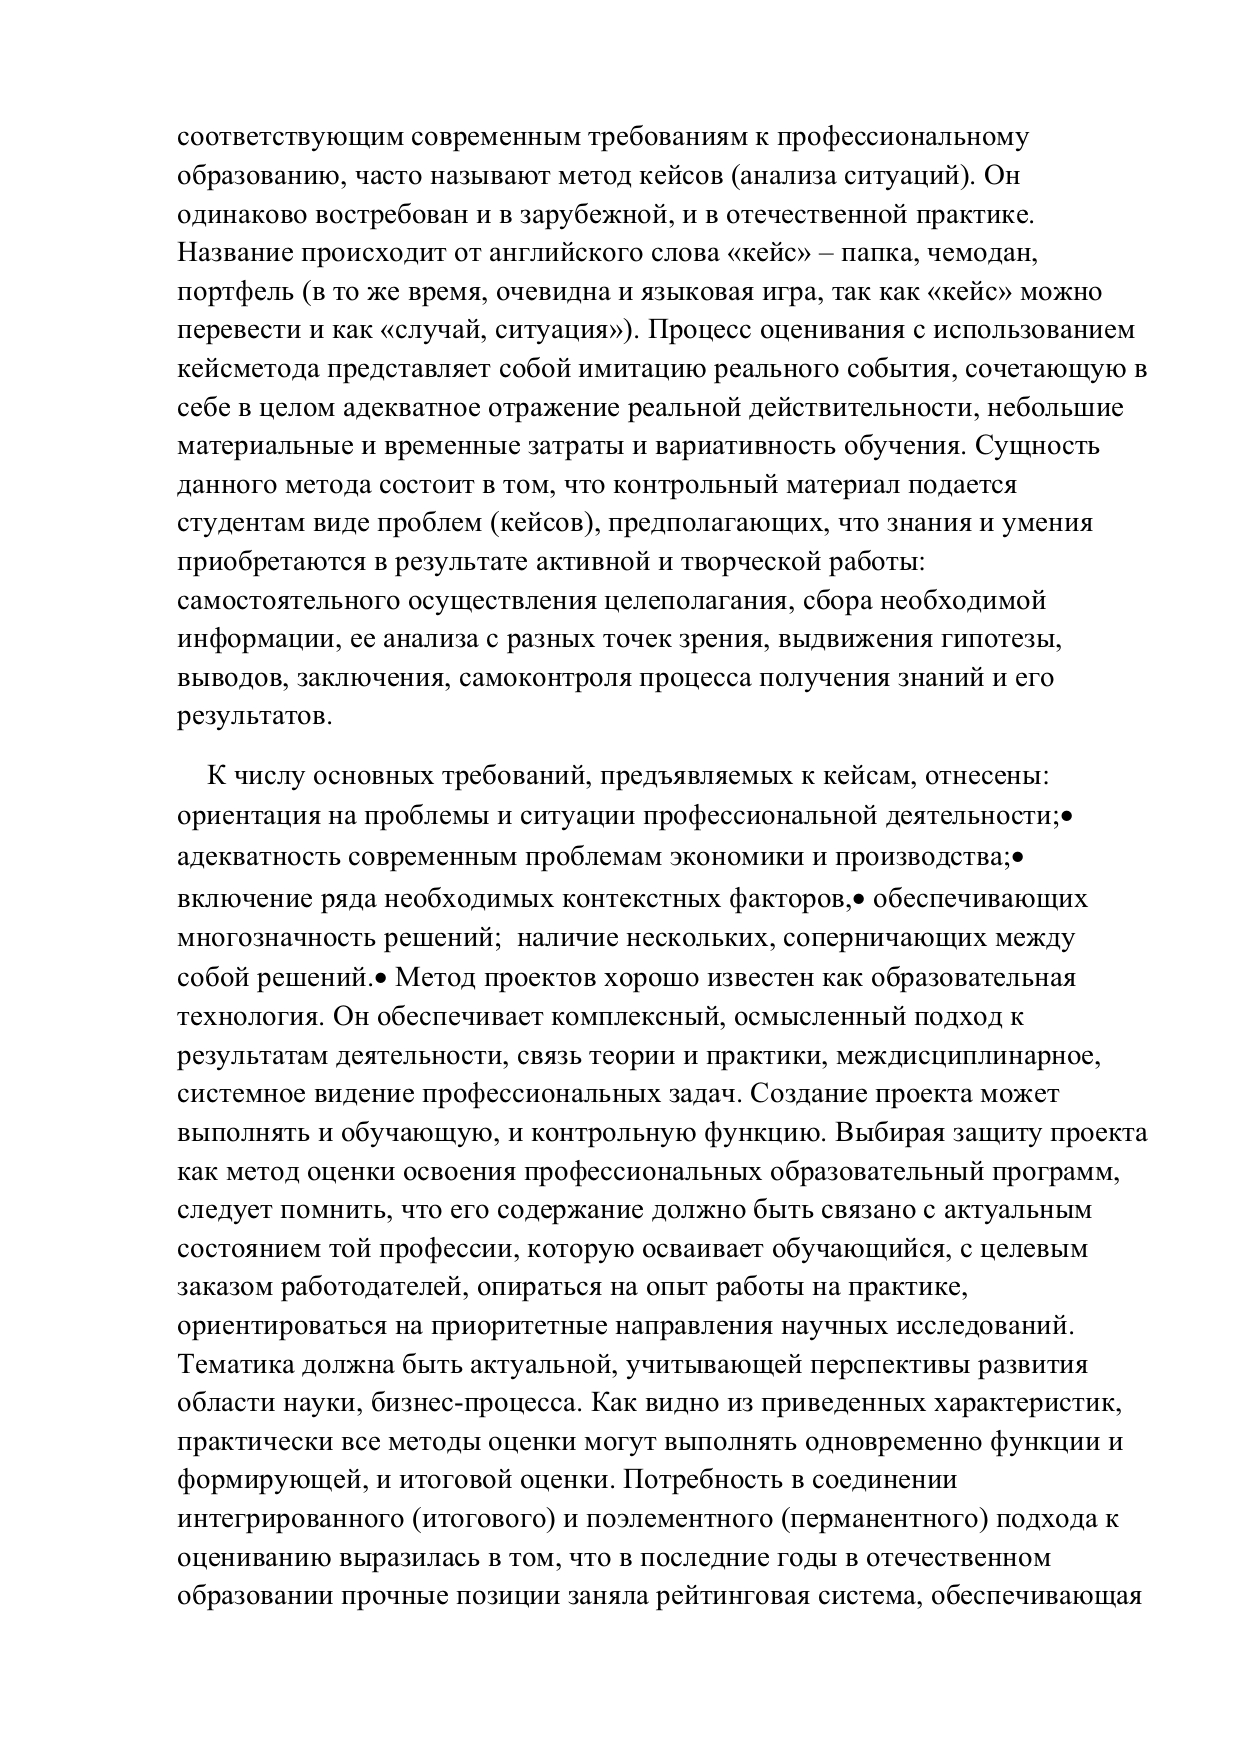 соответствующим современным требованиям к профессиональному
образованию, часто называют метод кейсов (анализа ситуаций). Он
одинаково востребован и в зарубежной, и в отечественной практике.
Название происходит от английского слова «кейс» – папка, чемодан,
портфель (в то же время, очевидна и языковая игра, так как «кейс» можно
перевести и как «случай, ситуация»). Процесс оценивания с использованием
кейсметода представляет собой имитацию реального события, сочетающую в
себе в целом адекватное отражение реальной действительности, небольшие
материальные и временные затраты и вариативность обучения. Сущность
данного метода состоит в том, что контрольный материал подается
студентам виде проблем (кейсов), предполагающих, что знания и умения
приобретаются в результате активной и творческой работы:
самостоятельного осуществления целеполагания, сбора необходимой
информации, ее анализа с разных точек зрения, выдвижения гипотезы,
выводов, заключения, самоконтроля процесса получения знаний и его
результатов.
К числу основных требований, предъявляемых к кейсам, отнесены:
ориентация на проблемы и ситуации профессиональной деятельности;•
адекватность современным проблемам экономики и производства;•
включение ряда необходимых контекстных факторов,• обеспечивающих
многозначность решений;  наличие нескольких, соперничающих между
собой решений.• Метод проектов хорошо известен как образовательная
технология. Он обеспечивает комплексный, осмысленный подход к
результатам деятельности, связь теории и практики, междисциплинарное,
системное видение профессиональных задач. Создание проекта может
выполнять и обучающую, и контрольную функцию. Выбирая защиту проекта
как метод оценки освоения профессиональных образовательный программ,
следует помнить, что его содержание должно быть связано с актуальным
состоянием той профессии, которую осваивает обучающийся, с целевым
заказом работодателей, опираться на опыт работы на практике,
ориентироваться на приоритетные направления научных исследований.
Тематика должна быть актуальной, учитывающей перспективы развития
области науки, бизнес-процесса. Как видно из приведенных характеристик,
практически все методы оценки могут выполнять одновременно функции и
формирующей, и итоговой оценки. Потребность в соединении
интегрированного (итогового) и поэлементного (перманентного) подхода к
оцениванию выразилась в том, что в последние годы в отечественном
образовании прочные позиции заняла рейтинговая система, обеспечивающая